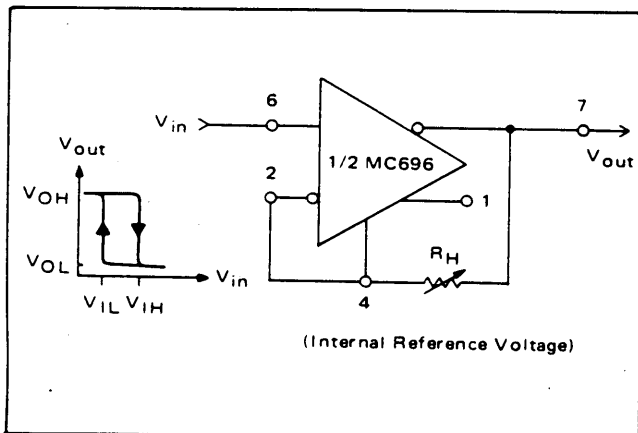 6
7
Vin
Vout
1/2 MC696
2
1
Vout
VOH
VOL
Vin
VIL VIH
RH
4
(Internal Reference Voltage)